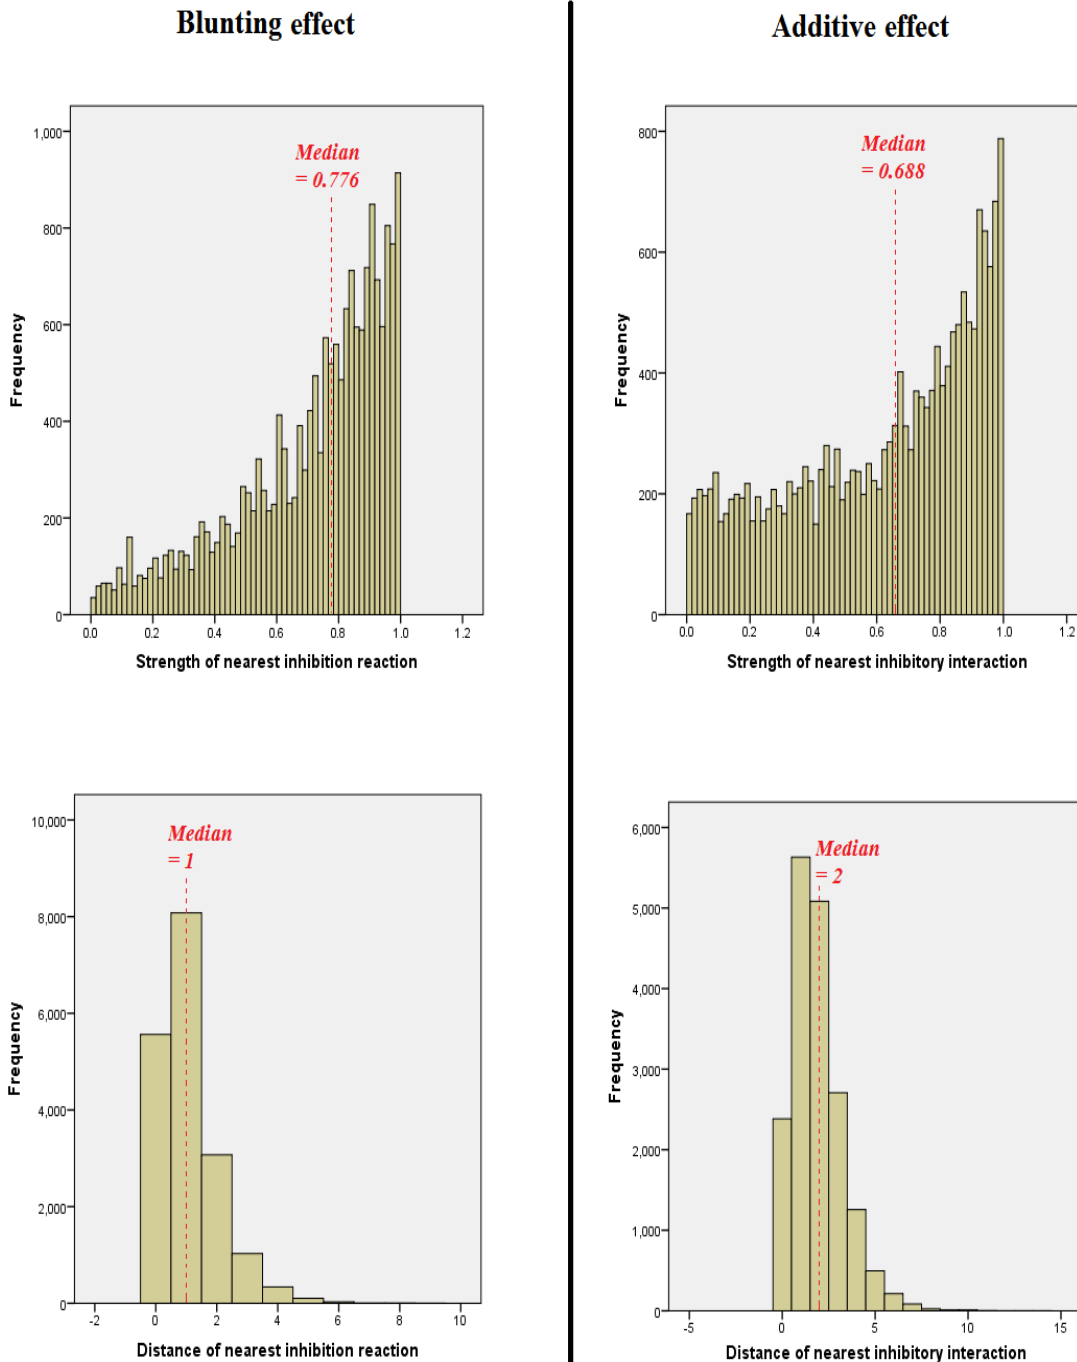 Blunting effect
Additive effect
1,000
800
600
400
200
0
Frequency
Median
= 0.776
0.0 0.2 0.4 0.6 0.8 1.0 1.2
Strength of nearest inhibition reaction
800
600
400
200
0
Frequency
Median
= 0.688
0.0 0.2 0.4 0.6 0.8 1.0 1.2
Strength of nearest inhibitory interaction
10,000
8,000
6,000
4,000
2,000
0
Frequency
Median
= 1
-2 0 2 4 6 8 10
Distance of nearest inhibition reaction
6,000
5,000
4,000
3,000
2,000
1,000
0
Frequency
Median
= 2
-5 0 5 10 15
Distance of nearest inhibitory interaction